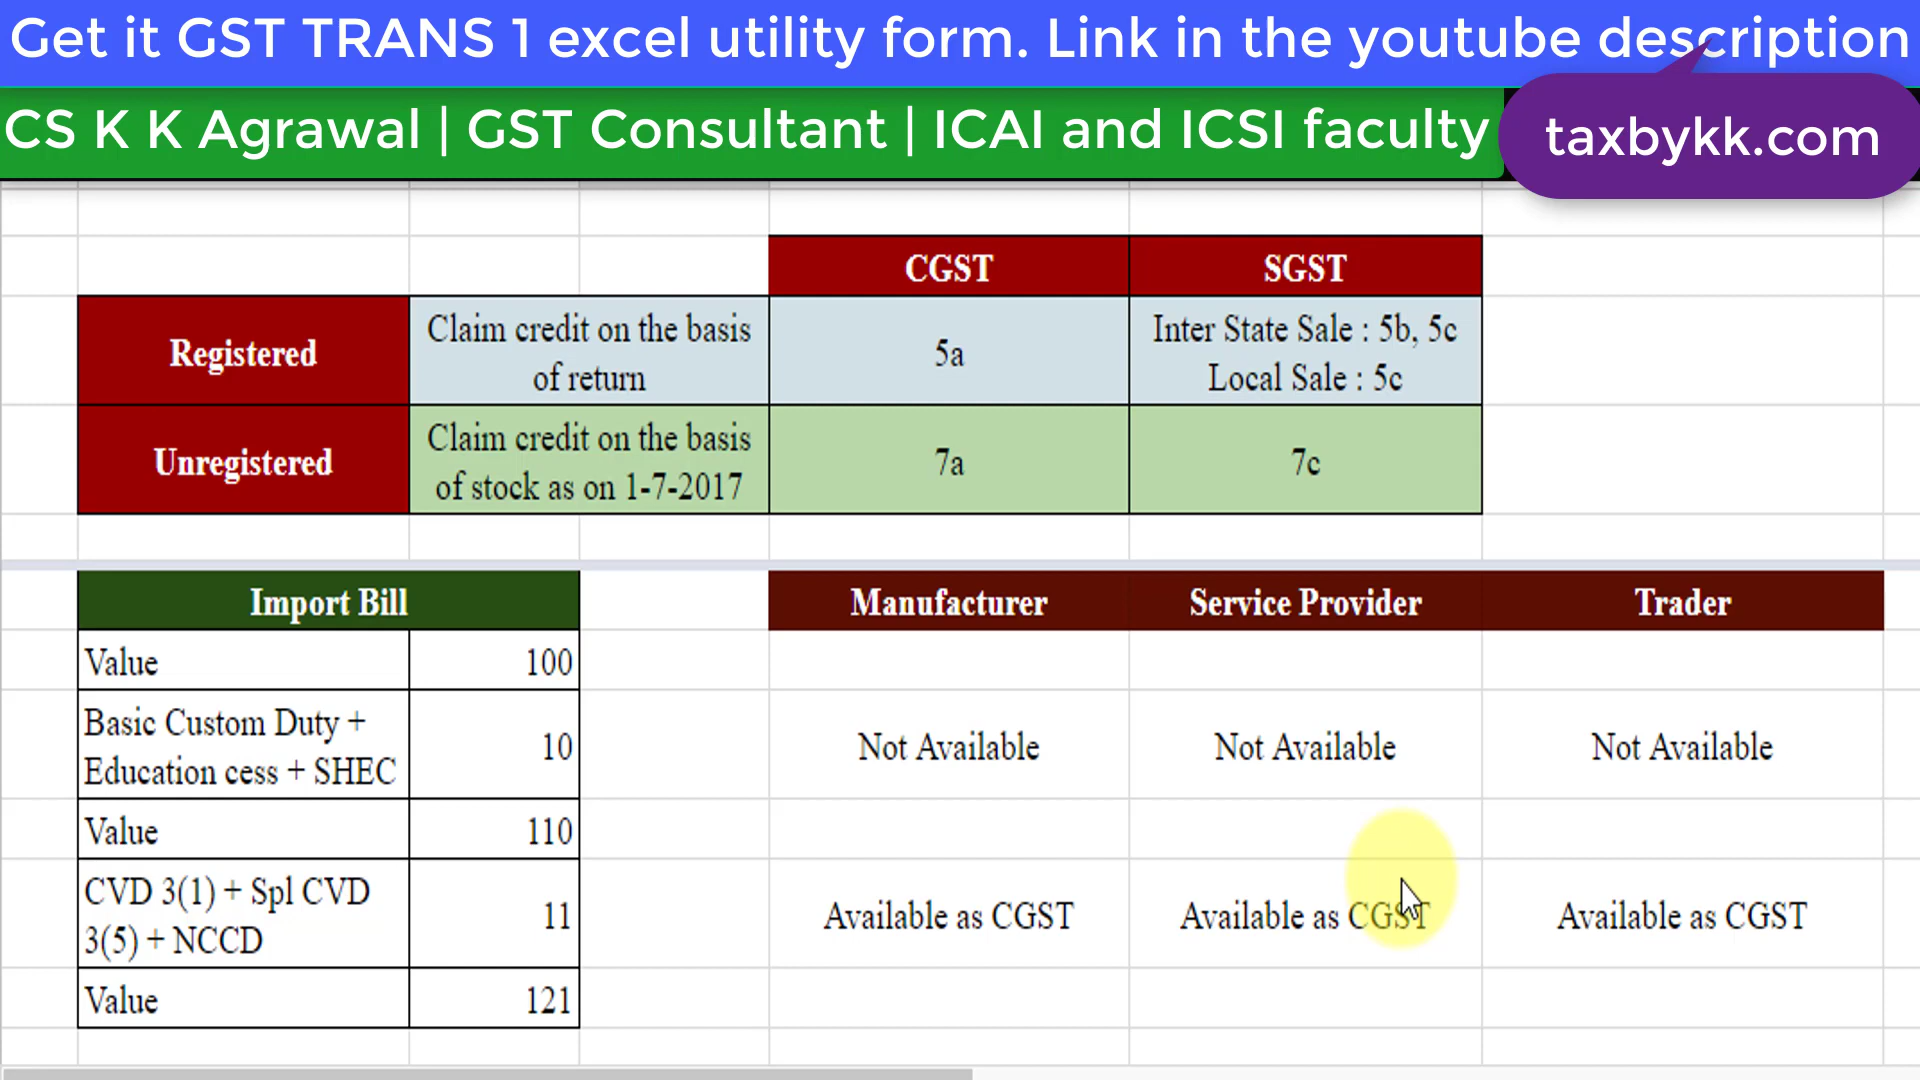 Get it GST TRANS 1 excel utility form. Link in the youtube description
CS K K Agrawal | GST Consultant | ICAI and ICSI faculty
taxbykk.com
CGST
SGST
Registered
Claim credit on the basis
of return
5a
Inter State Sale : 5b, 5c
Local Sale : 5c
Unregistered
Claim credit on the basis
of stock as on 1-7-2017
7a
7c
Import Bill
Manufacturer
Service Provider
Trader
Value
100
Basic Custom Duty +
Education cess + SHEC
10
Not Available
Not Available
Not Available
Value
110
CVD 3(1) + Spl CVD
3(5) + NCCD
11
Available as CGST
Available as CGST
Available as CGST
Value
121